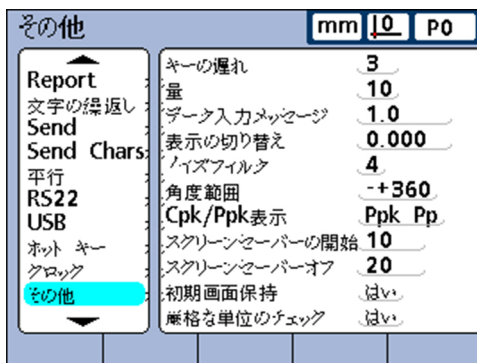 その他
mm
0
P0
Report
文字の繰返し
Send
Send Chars
平行
RS22
USB
ホット キー
クロック
その他
キーの遅れ 3
量 10
データ入力メッセージ 1.0
表示の切り替え 0.000
ノイズフィルタ 4
角度範囲 -+360
Cpk/Ppk表示 Ppk Pp
スクリーンセーバーの開始 10
スクリーンセーバーオフ 20
初期画面保持 はい
厳格な単位のチェック はい